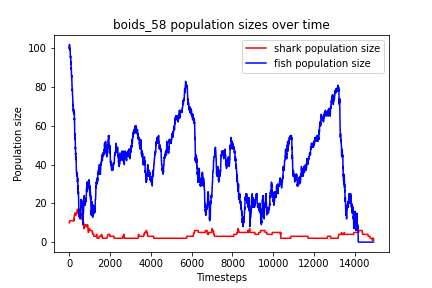 boids_58 population sizes over time
shark population size
fish population size
Population size
100
80
60
40
20
0
0 2000 4000 6000 8000 10000 12000 14000
Timesteps